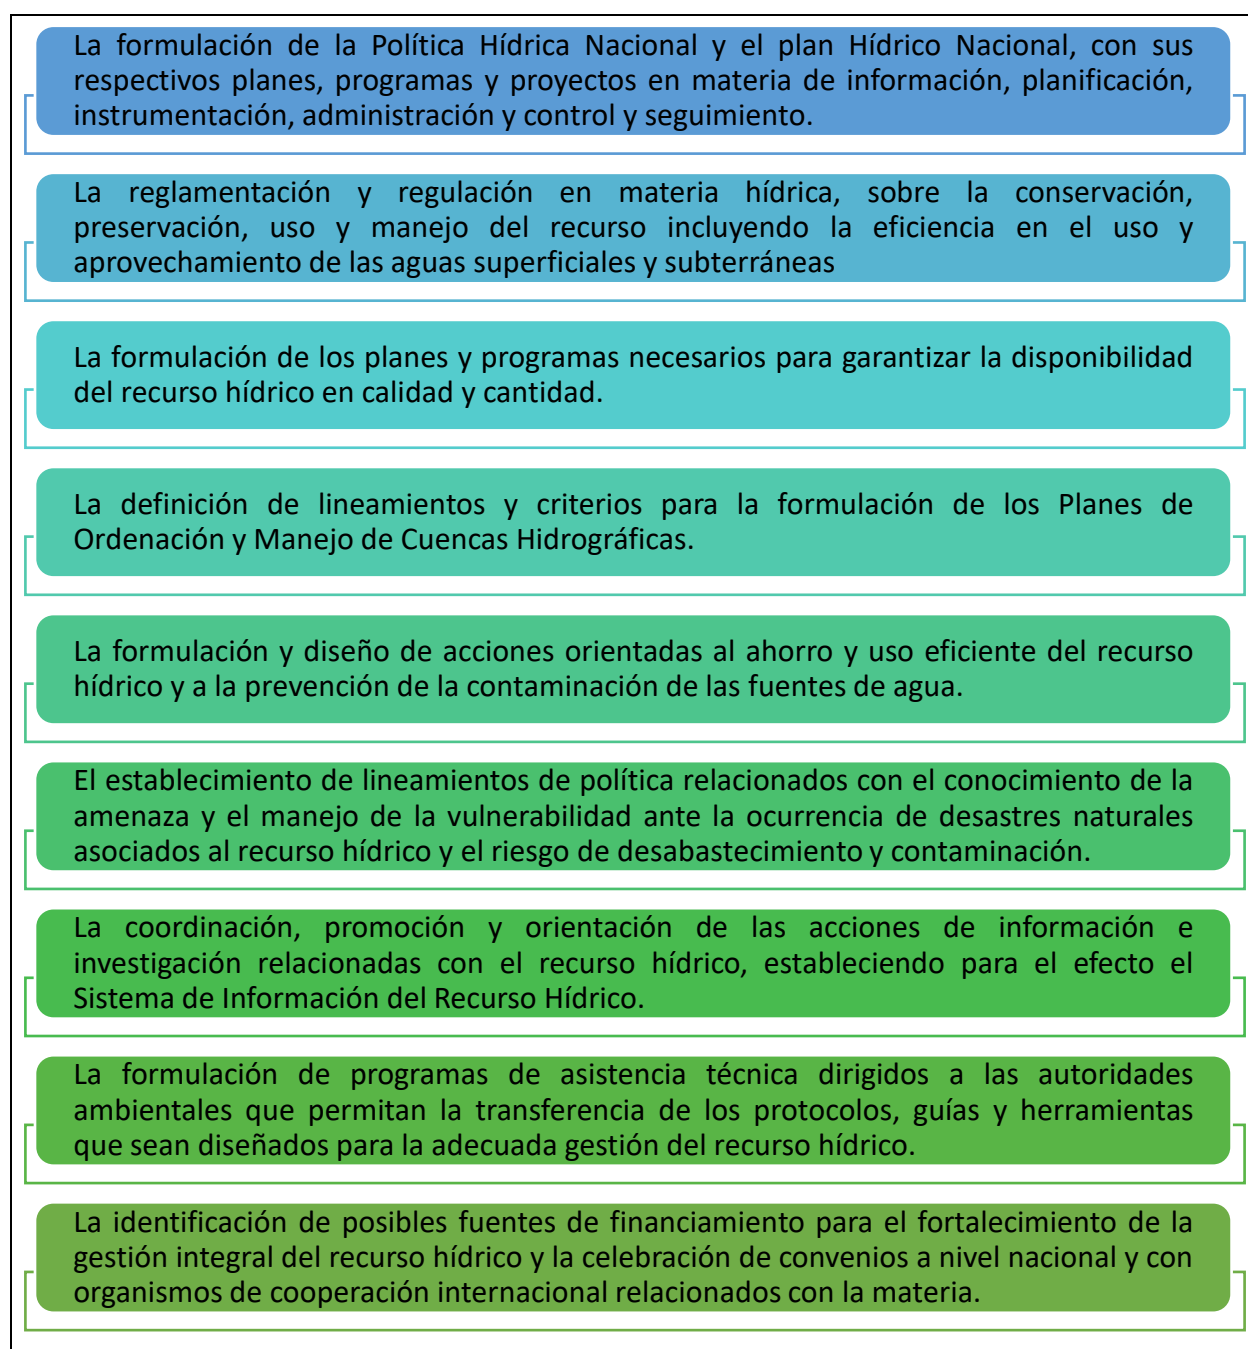 La formulación de la Política Hídrica Nacional y el plan Hídrico Nacional, con sus
respectivos planes, programas y proyectos en materia de información, planificación,
instrumentación, administración y control y seguimiento.
La reglamentación y regulación en materia hídrica, sobre la conservación,
preservación, uso y manejo del recurso incluyendo la eficiencia en el uso y
aprovechamiento de las aguas superficiales y subterráneas
La formulación de los planes y programas necesarios para garantizar la disponibilidad
del recurso hídrico en calidad y cantidad.
La definición de lineamientos y criterios para la formulación de los Planes de
Ordenación y Manejo de Cuencas Hidrográficas.
La formulación y diseño de acciones orientadas al ahorro y uso eficiente del recurso
hídrico y a la prevención de la contaminación de las fuentes de agua.
El establecimiento de lineamientos de política relacionados con el conocimiento de la
amenaza y el manejo de la vulnerabilidad ante la ocurrencia de desastres naturales
asociados al recurso hídrico y el riesgo de desabastecimiento y contaminación.
La coordinación, promoción y orientación de las acciones de información e
investigación relacionadas con el recurso hídrico, estableciendo para el efecto el
Sistema de Información del Recurso Hídrico.
La formulación de programas de asistencia técnica dirigidos a las autoridades
ambientales que permitan la transferencia de los protocolos, guías y herramientas
que sean diseñados para la adecuada gestión del recurso hídrico.
La identificación de posibles fuentes de financiamiento para el fortalecimiento de la
gestión integral del recurso hídrico y la celebración de convenios a nivel nacional y con
organismos de cooperación internacional relacionados con la materia.